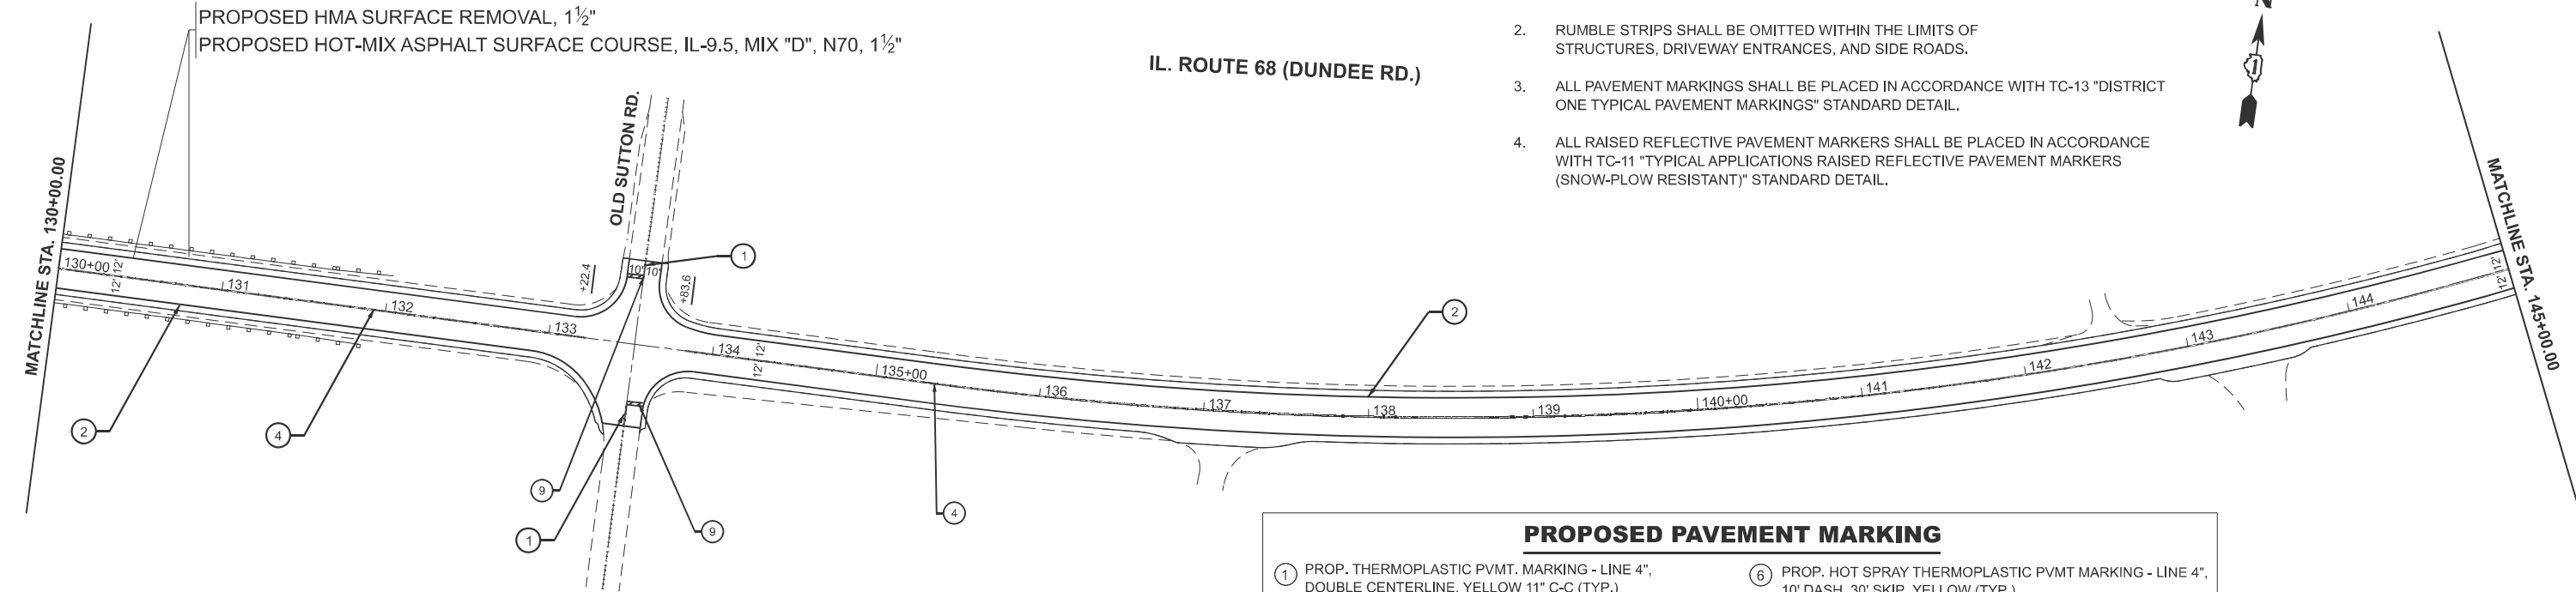 PROPOSED HMA SURFACE REMOVAL, 1½"
PROPOSED HOT-MIX ASPHALT SURFACE COURSE, IL-9.5, MIX "D", N70, 1½"
IL. ROUTE 68 (DUNDEE RD.)
2. RUMBLE STRIPS SHALL BE OMITTED WITHIN THE LIMITS OF
STRUCTURES, DRIVEWAY ENTRANCES, AND SIDE ROADS.
3. ALL PAVEMENT MARKINGS SHALL BE PLACED IN ACCORDANCE WITH TC-13 "DISTRICT
ONE TYPICAL PAVEMENT MARKINGS" STANDARD DETAIL.
4. ALL RAISED REFLECTIVE PAVEMENT MARKERS SHALL BE PLACED IN ACCORDANCE
WITH TC-11 "TYPICAL APPLICATIONS RAISED REFLECTIVE PAVEMENT MARKERS
(SNOW-PLOW RESISTANT)" STANDARD DETAIL.
N
1
MATCHLINE STA. 130+00.00
OLD SUTTON RD.
MATCHLINE STA. 145+00.00
130+00
12' 12'
131
132
133
+22.4
10' 10'
+83.6
1
134
12' 12'
135+00
136
137
138
139
140+00
141
142
143
144
12' 12'
2
2
4
9
1
9
4
PROPOSED PAVEMENT MARKING
1 PROP. THERMOPLASTIC PVMT. MARKING - LINE 4",
DOUBLE CENTERLINE, YELLOW 11" C-C (TYP.)
6 PROP. HOT SPRAY THERMOPLASTIC PVMT MARKING - LINE 4",
10' DASH, 30' SKIP, YELLOW (TYP.)